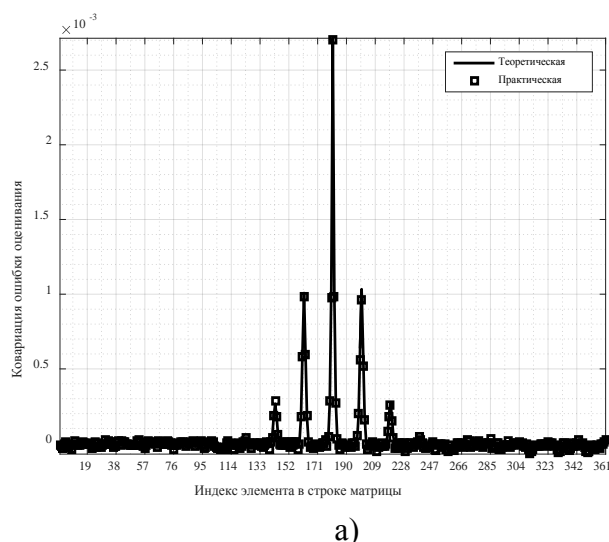 × 10⁻³
2.5
2
1.5
1
0.5
0
Ковариация ошибки оценивания
Теоретическая
Практическая
19 38 57 76 95 114 133 152 171 190 209 228 247 266 285 304 323 342 361
Индекс элемента в строке матрицы
а)